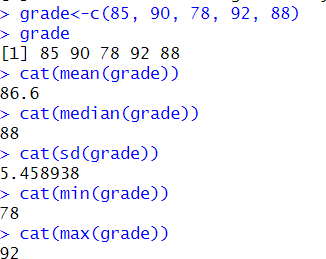 > grade<-c(85, 90, 78, 92, 88)
> grade
[1] 85 90 78 92 88
> cat(mean(grade))
86.6
> cat(median(grade))
88
> cat(sd(grade))
5.458938
> cat(min(grade))
78
> cat(max(grade))
92